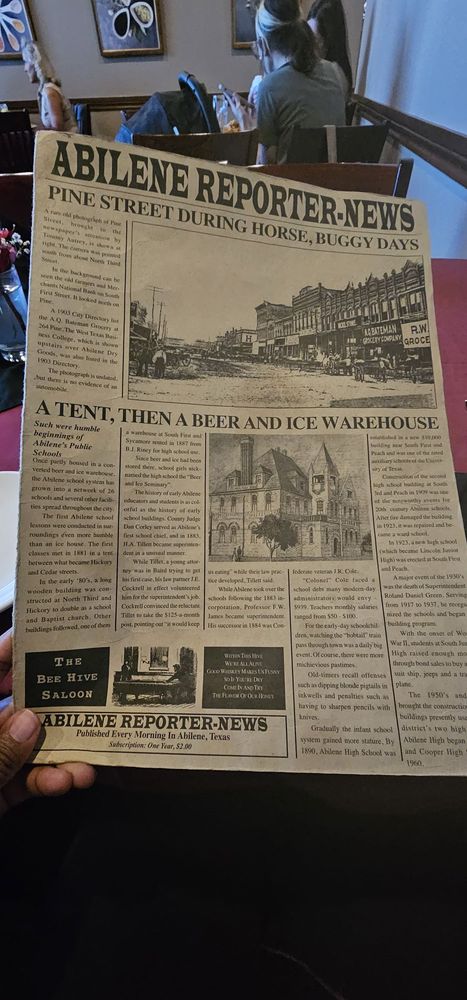 ABILENE REPORTER-NEWS
PINE STREET DURING HORSE, BUGGY DAYS
A rare old photograph of Pine
Street, brought to the
newspaper's attention by
Tommy Autrey, is shown at
right. The camera was pointed
south from about North Third
Street.
In the background can be
seen the old farmers and Mer-
chants National Bank on South
First Street. It looked north on
Pine.
A 1903 City Directory list
the A.Q. Bateman Grocery at
264 Pine. The West Texas Busi-
ness College, which is shown
upstairs over Abilene Dry
Goods, was also listed in the
1903 Directory.
The photograph is undated,
but there is no evidence of an
automobile.
A.Q. BATEMAN
GROCERY COMPANY
R.W.
GROCE
A TENT, THEN A BEER AND ICE WAREHOUSE
Such were humble
beginnings of
Abilene's Public
Schools
Once partly housed in a con-
verted beer and ice warehouse
the Abilene school system has
grown into a network of 26
schools and several other facili-
ties spread throughout the city.
The first Abilene school
lessons were conducted in sur-
roundings even more humble
than an ice house. The first
classes met in 1881 in a tent
between what became Hickory
and Cedar streets.
In the early '80's, a long
wooden building was con-
structed at North Third and
Hickory to double as a school
and Baptist church. Other
buildings followed, one of them
a warehouse at South First and
Sycamore rented in 1887 from
B.J. Riney for high school use.
Since beer and ice had been
stored there, school girls nick-
named the high school the "Beer
and Ice Seminary".
The history of early Abilene
educators and students is as col-
orful as the history of early
school buildings. County Judge
Dan Corley served as Abilene's
first school chief, and in 1883,
H.A. Tillett became superinten-
dent in a unusual manner.
While Tillett, a young attor-
ney was in Baird trying to get
his first case, his law partner J.E.
Cockrell in effect volunteered
him for the superintendent's job.
Cockrell convinced the reluctant
Tillett to take the $125-a-month
post, pointing out "it would keep
us eating" while their law prac-
tice developed, Tillett said.
While Abilene took over the
schools following the 1883 in-
corporation, Professor F.W.
James became superintendent.
His successor in 1884 was Con-
federate veteran J.R. Cole.
"Colonel" Cole faced a
school debt many modern-day
administrators would envy -
$939. Teachers monthly salaries
ranged from $50 - $100.
For the early-day schoolchil-
dren, watching the "bobtail" train
pass through town was a daily big
event. Of course, there were more
mischievous pastimes.
Old-timers recall offenses
such as dipping blonde pigtails in
inkwells and penalties such as
having to sharpen pencils with
knives.
Gradually the infant school
system gained more stature. By
1890, Abilene High School was
established in a new $10,000
building near South First and
Peach and was one of the rated
auxiliary schools of the Univer-
sity of Texas.
Construction of the second
high school building at South
3rd and Peach in 1909 was one
of the noteworthy events for
20th century Abilene schools.
After fire damaged the building
in 1923, it was repaired and be-
came a ward school.
In 1923, a new high school
(which became Lincoln Junior
High) was erected at South First
and Peach.
A major event of the 1930's
was the death of Superintendent
Roland Daniel Green. Serving
from 1917 to 1937, he reorga-
nized the schools and began
building program.
With the onset of Wor
War II, students at South Jun
High raised enough mo
through bond sales to buy a
suit ship, jeeps and a tra
plane.
The 1950's and
brought the construction
buildings presently use
district's two high
Abilene High began
and Cooper High
1960.
THE
BEE HIVE
SALOON
WITHIN THIS HIVE
WE'RE ALL ALIVE
GOOD WHISKEY MAKES US FUNNY
SO IF YOU'RE DRY
COME IN AND TRY
THE FLAVOR OF OUR HONEY
ABILENE REPORTER-NEWS
Published Every Morning In Abilene, Texas
Subscription: One Year, $2.00